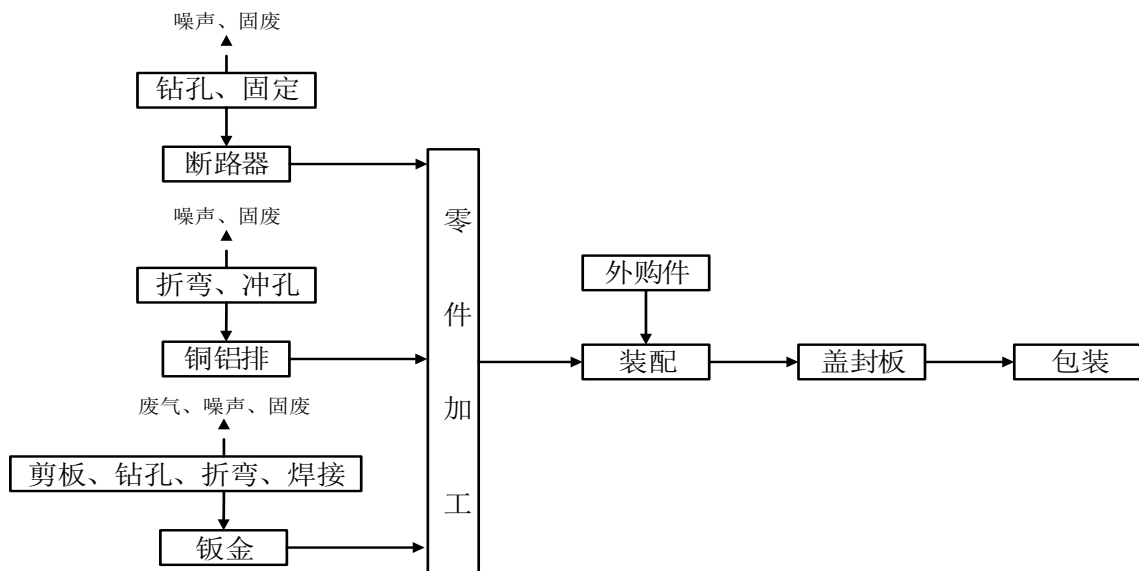 噪声、固废
钻孔、固定
断路器
噪声、固废
折弯、冲孔
铜铝排
废气、噪声、固废
剪板、钻孔、折弯、焊接
钣金
零件加工
外购件
装配
盖封板
包装